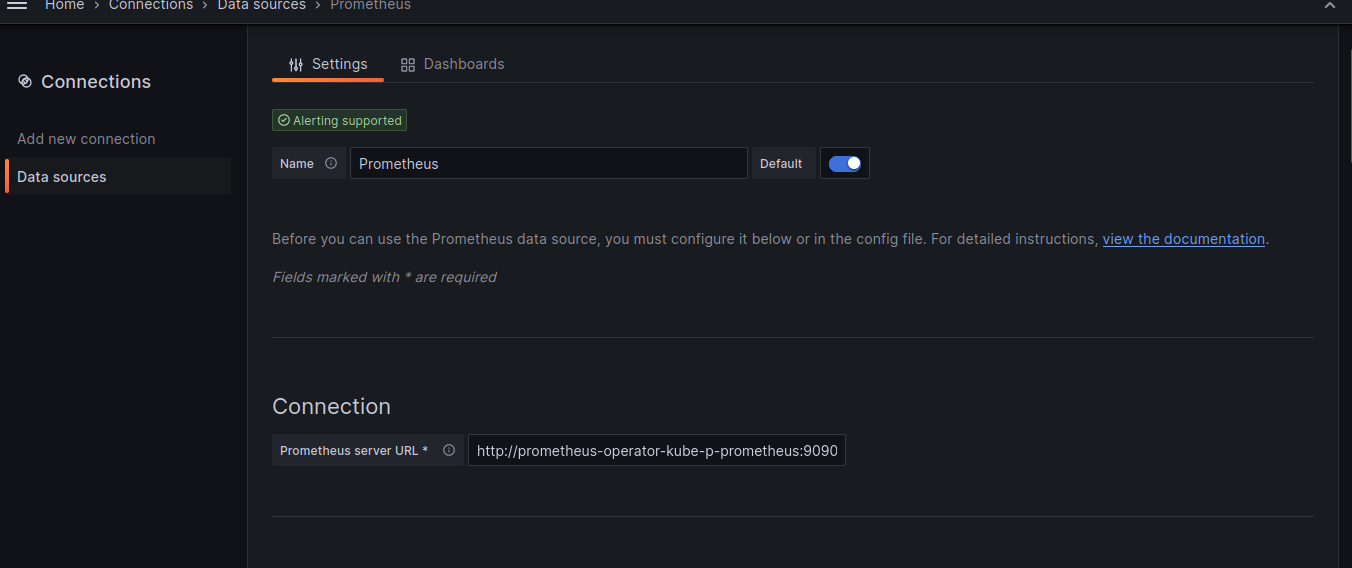 Home › Connections › Data sources › Prometheus
Connections
Add new connection
Data sources
Settings Dashboards
Alerting supported
Name Prometheus Default
Before you can use the Prometheus data source, you must configure it below or in the config file. For detailed instructions, view the documentation.
Fields marked with * are required
Connection
Prometheus server URL * http://prometheus-operator-kube-p-prometheus:9090